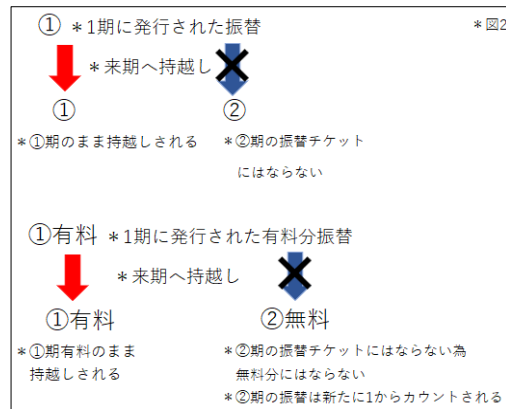 ① *1期に発行された振替
*図2
*来期へ持越し
①
②
*①期のまま持越しされる
*②期の振替チケット
にはならない
①有料 *1期に発行された有料分振替
*来期へ持越し
①有料
②無料
*①期有料のまま
持越しされる
*②期の振替チケットにはならない為
無料分にはならない
*②期の振替は新たに1からカウントされる